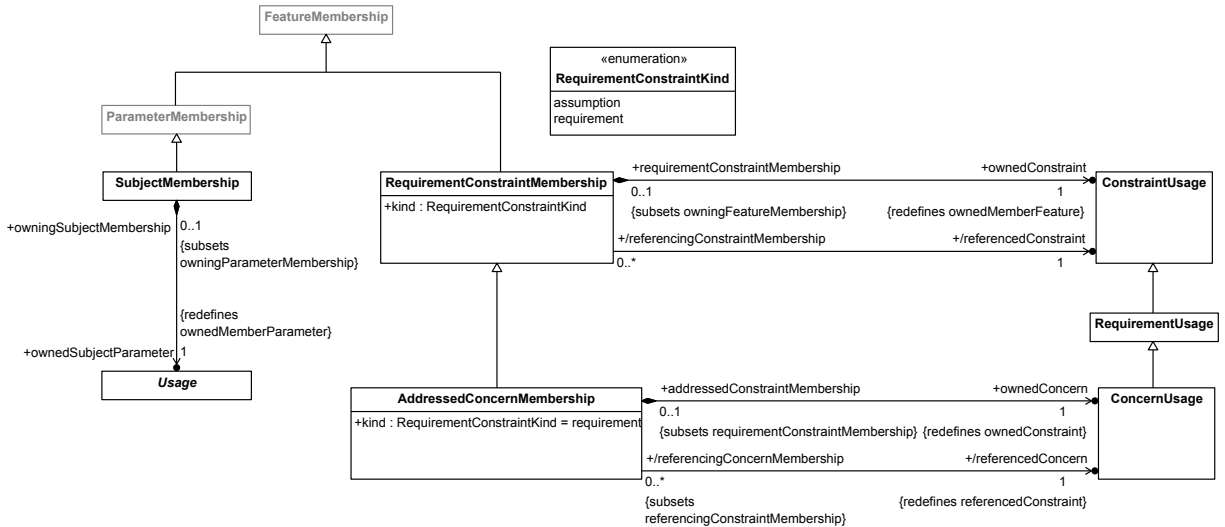 FeatureMembership
«enumeration»
RequirementConstraintKind
assumption
requirement
ParameterMembership
SubjectMembership
+owningSubjectMembership
0..1
{subsets
owningParameterMembership}
{redefines
ownedMemberParameter}
+ownedSubjectParameter
1
Usage
RequirementConstraintMembership
+kind : RequirementConstraintKind
+requirementConstraintMembership
+ownedConstraint
0..1
1
{subsets owningFeatureMembership}
{redefines ownedMemberFeature}
+/referencingConstraintMembership
+/referencedConstraint
0..*
1
ConstraintUsage
RequirementUsage
AddressedConcernMembership
+kind : RequirementConstraintKind = requirement
+addressedConstraintMembership
+ownedConcern
0..1
1
{subsets requirementConstraintMembership}
{redefines ownedConstraint}
+/referencingConcernMembership
+/referencedConcern
0..*
1
{subsets
referencingConstraintMembership}
{redefines referencedConstraint}
ConcernUsage